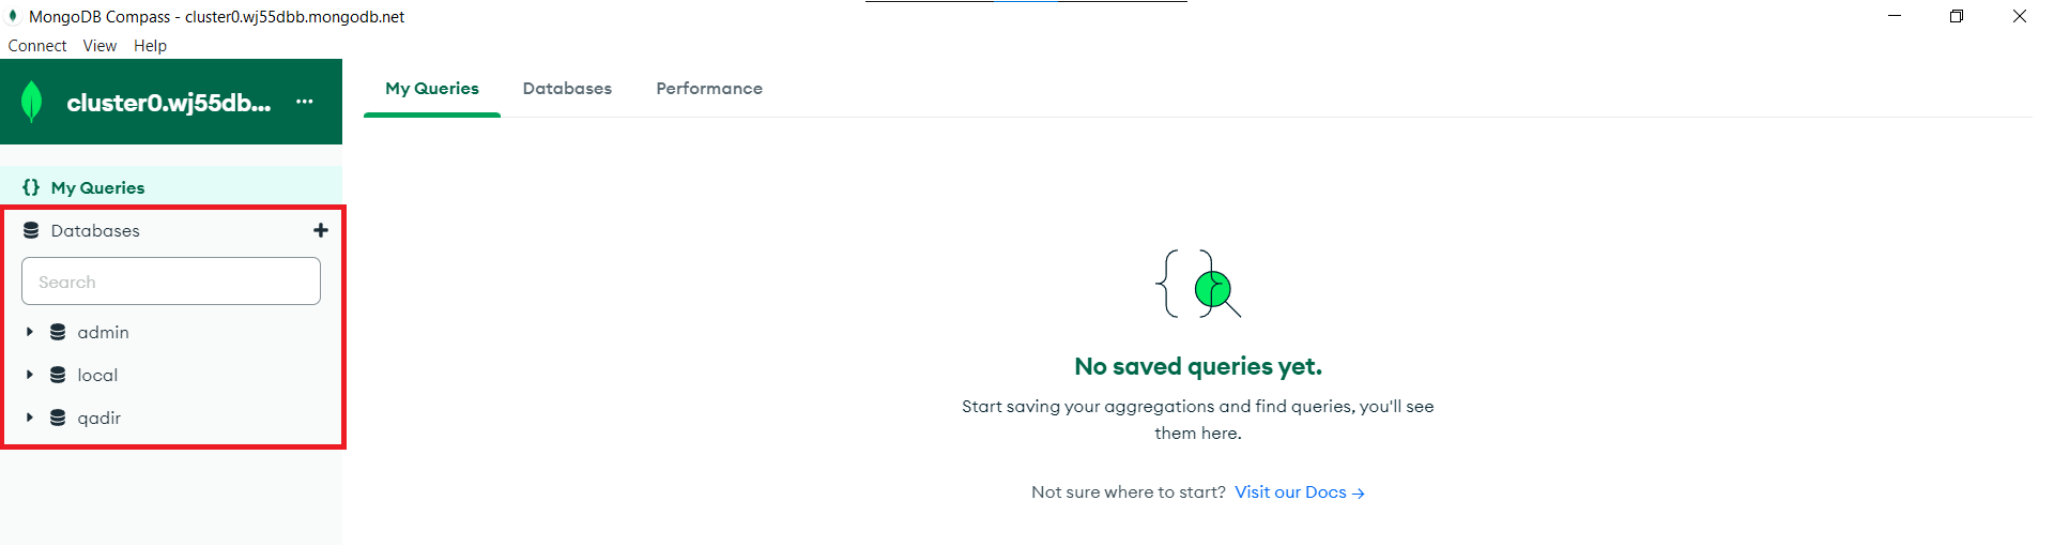 MongoDB Compass - cluster0.wj55dbb.mongodb.net
Connect View Help
cluster0.wj55db... ...
My Queries Databases Performance
{} My Queries
Databases +
Search
admin
local
qadir
No saved queries yet.
Start saving your aggregations and find queries, you'll see
them here.
Not sure where to start? Visit our Docs →